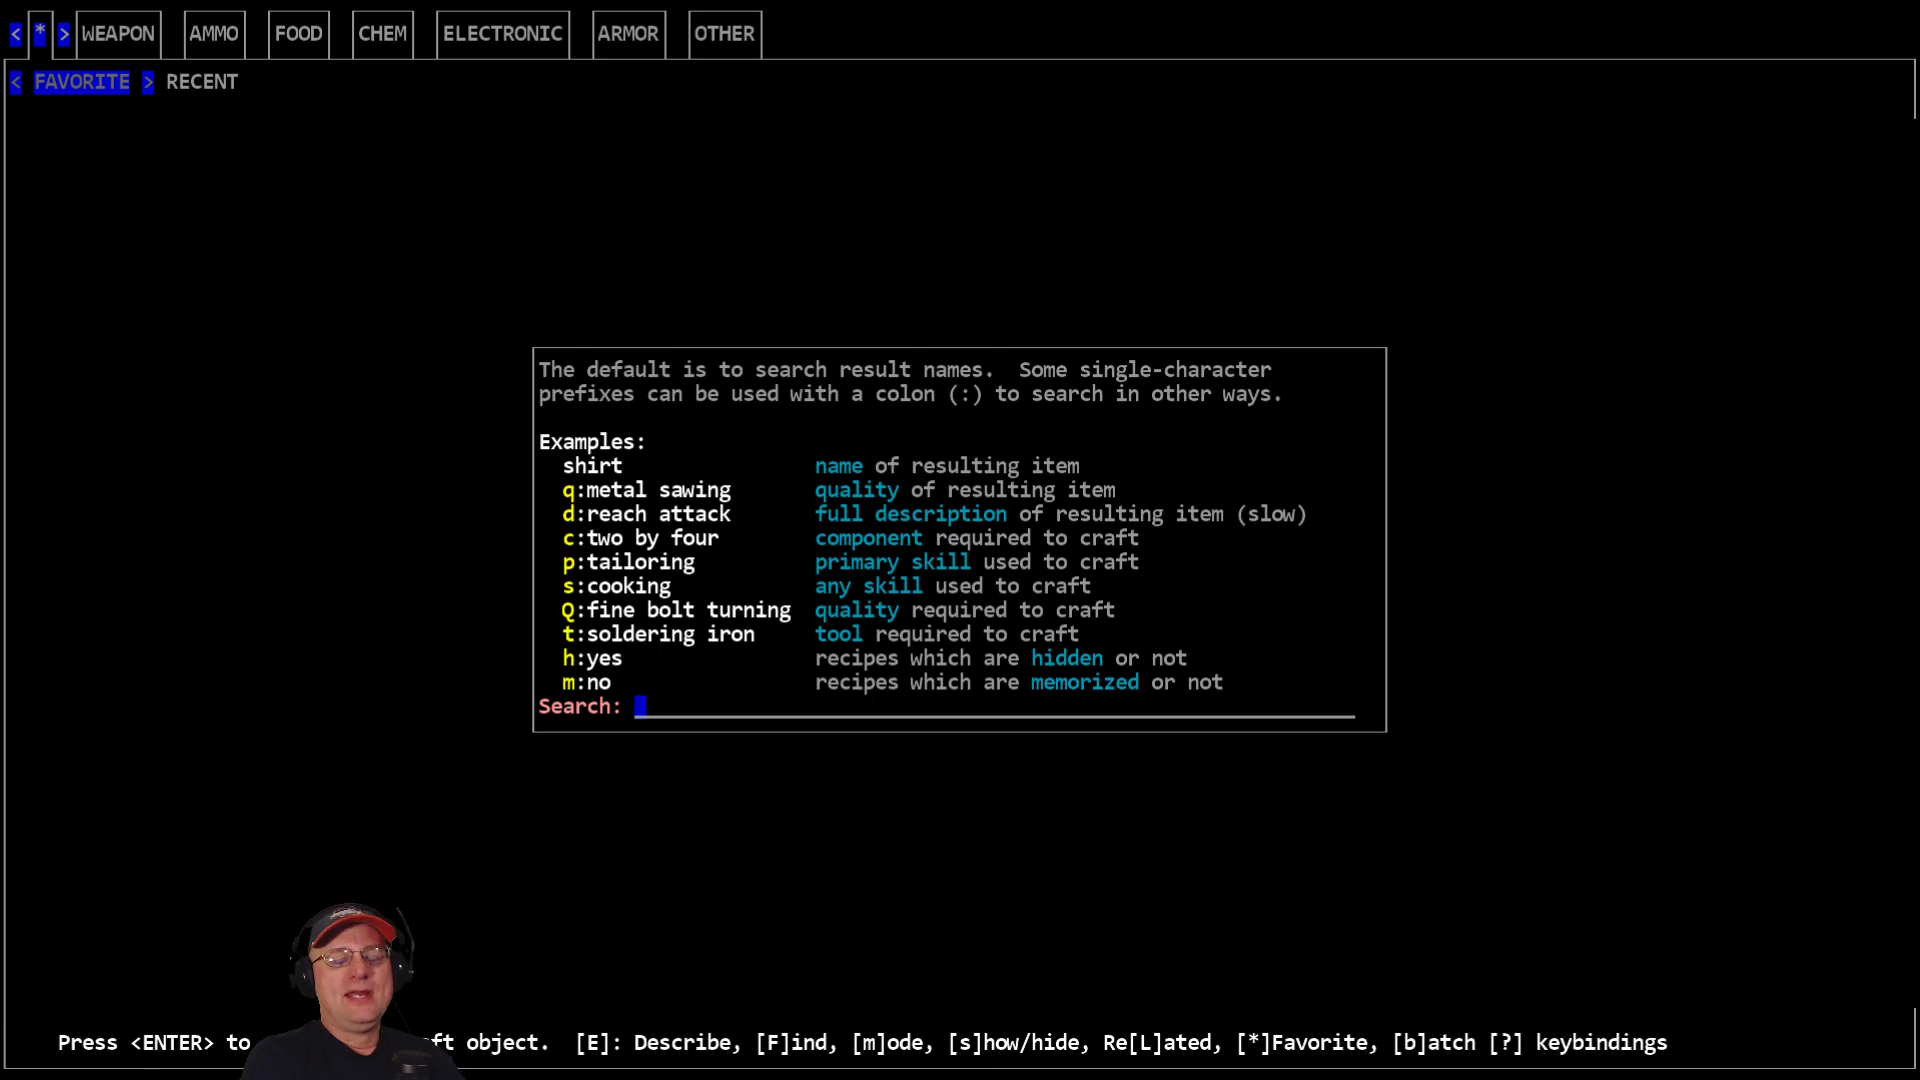 < * > WEAPON AMMO FOOD CHEM ELECTRONIC ARMOR OTHER
< FAVORITE > RECENT
The default is to search result names.  Some single-character
prefixes can be used with a colon (:) to search in other ways.
Examples:
shirt name of resulting item
q:metal sawing quality of resulting item
d:reach attack full description of resulting item (slow)
c:two by four component required to craft
p:tailoring primary skill used to craft
s:cooking any skill used to craft
Q:fine bolt turning quality required to craft
t:soldering iron tool required to craft
h:yes recipes which are hidden or not
m:no recipes which are memorized or not
Search:
Press <ENTER> to object.  [E]: Describe, [F]ind, [m]ode, [s]how/hide, Re[L]ated, [*]Favorite, [b]atch [?] keybindings